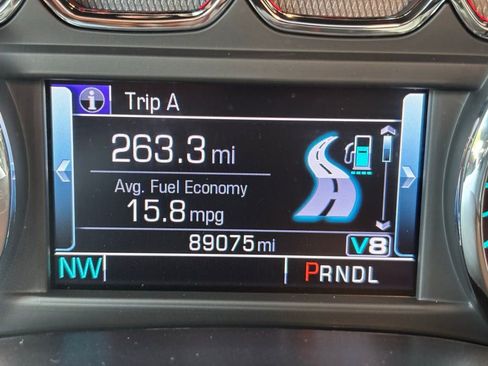 Trip A
263.3 mi
Avg. Fuel Economy
15.8 mpg
89075 mi
V8
NW
PRNDL